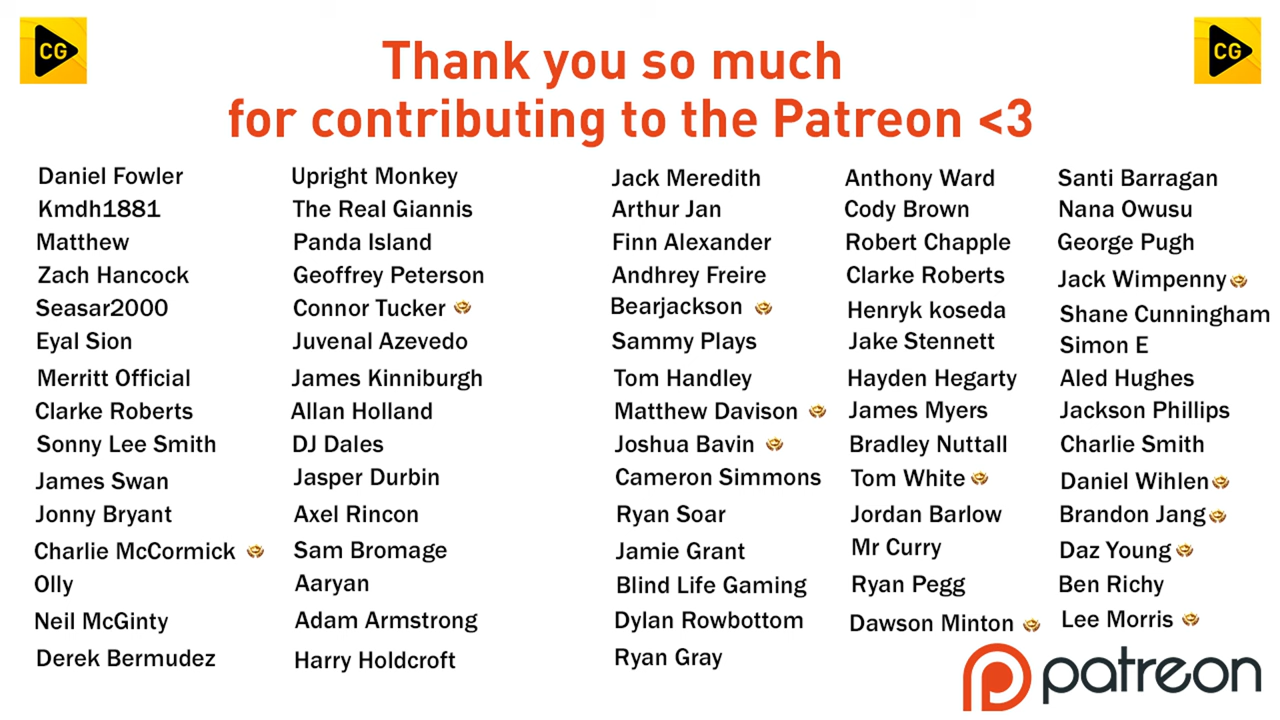 CG
CG
Thank you so much
for contributing to the Patreon <3
Daniel Fowler
Kmdh1881
Matthew
Zach Hancock
Seasar2000
Eyal Sion
Merritt Official
Clarke Roberts
Sonny Lee Smith
James Swan
Jonny Bryant
Charlie McCormick
Olly
Neil McGinty
Derek Bermudez
Upright Monkey
The Real Giannis
Panda Island
Geoffrey Peterson
Connor Tucker
Juvenal Azevedo
James Kinniburgh
Allan Holland
DJ Dales
Jasper Durbin
Axel Rincon
Sam Bromage
Aaryan
Adam Armstrong
Harry Holdcroft
Jack Meredith
Arthur Jan
Finn Alexander
Andhrey Freire
Bearjackson
Sammy Plays
Tom Handley
Matthew Davison
Joshua Bavin
Cameron Simmons
Ryan Soar
Jamie Grant
Blind Life Gaming
Dylan Rowbottom
Ryan Gray
Anthony Ward
Cody Brown
Robert Chapple
Clarke Roberts
Henryk koseda
Jake Stennett
Hayden Hegarty
James Myers
Bradley Nuttall
Tom White
Jordan Barlow
Mr Curry
Ryan Pegg
Dawson Minton
Santi Barragan
Nana Owusu
George Pugh
Jack Wimpenny
Shane Cunningham
Simon E
Aled Hughes
Jackson Phillips
Charlie Smith
Daniel Wihlen
Brandon Jang
Daz Young
Ben Richy
Lee Morris
patreon